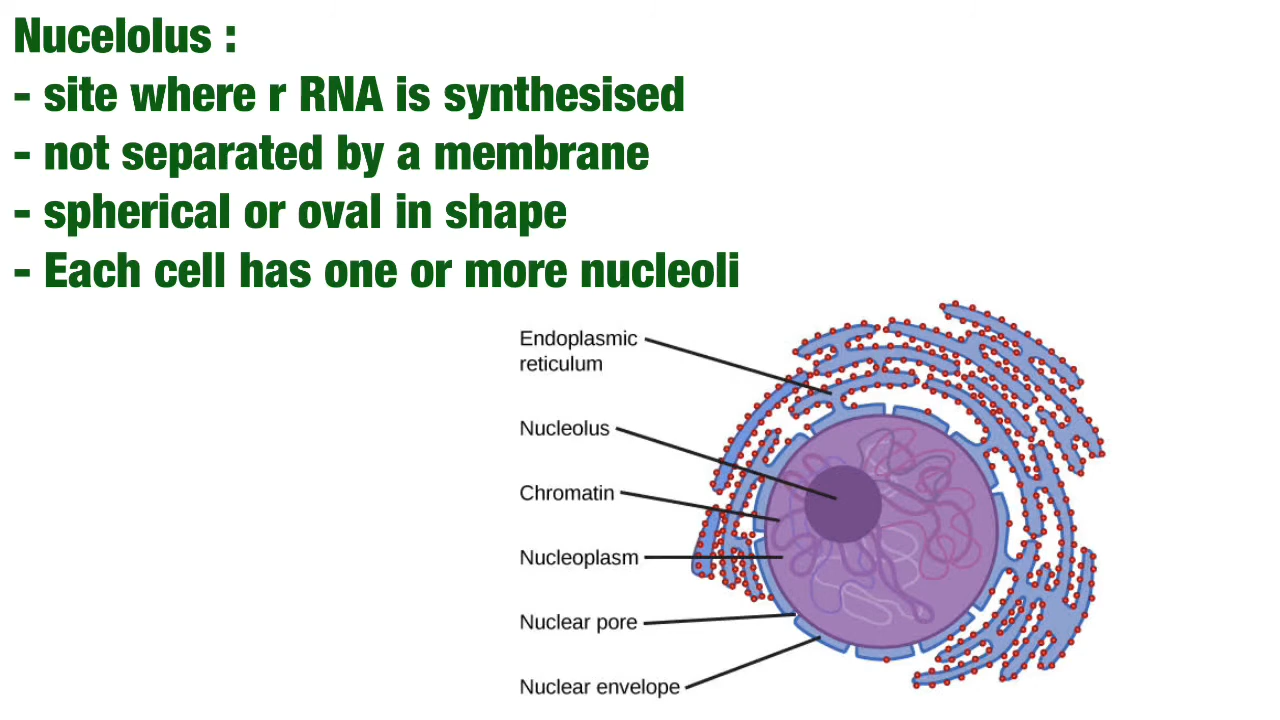 Nucelolus :
- site where r RNA is synthesised
- not separated by a membrane
- spherical or oval in shape
- Each cell has one or more nucleoli
Endoplasmic
reticulum
Nucleolus
Chromatin
Nucleoplasm
Nuclear pore
Nuclear envelope